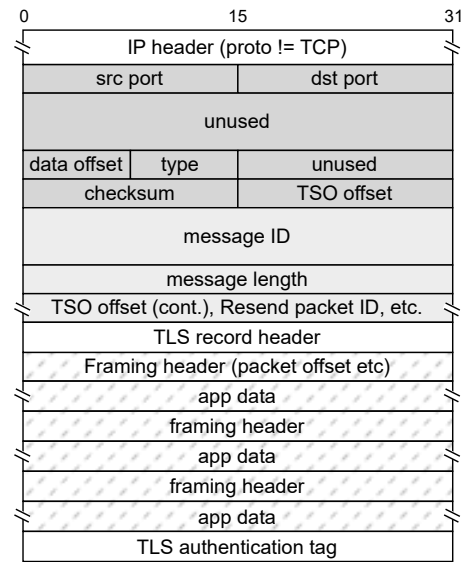 0 15 31
IP header (proto != TCP)
src port dst port
unused
data offset type unused
checksum TSO offset
message ID
message length
TSO offset (cont.), Resend packet ID, etc.
TLS record header
Framing header (packet offset etc)
app data
framing header
app data
framing header
app data
TLS authentication tag